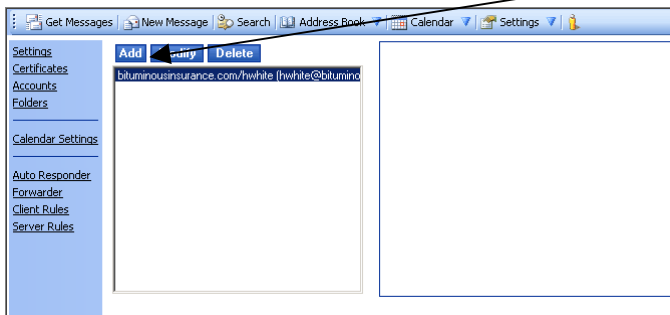 Get Messages New Message Search Address Book Calendar Settings
Settings
Certificates
Accounts
Folders
Calendar Settings
Auto Responder
Forwarder
Client Rules
Server Rules
Add Modify Delete
bituminousinsurance.com/hwhite (hwhite@bitumino